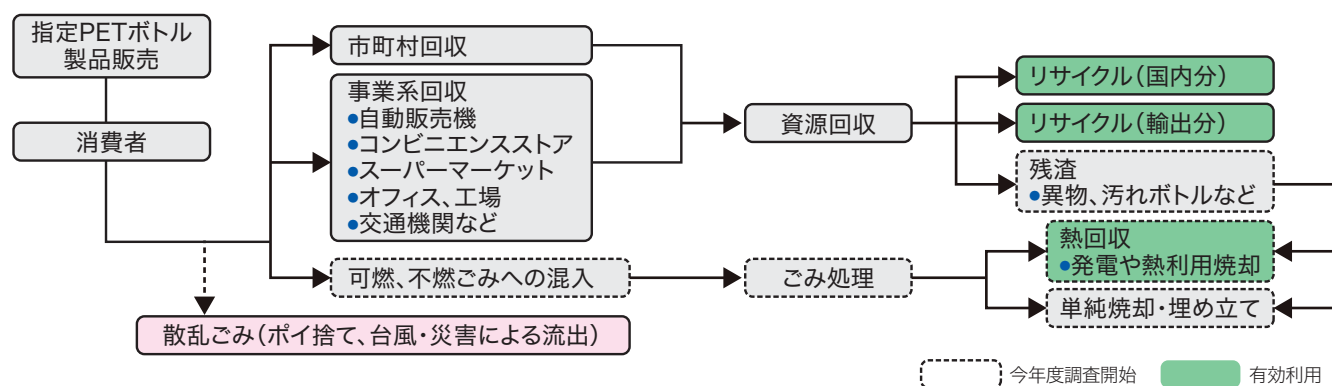 指定PETボトル
製品販売
消費者
市町村回収
事業系回収
●自動販売機
●コンビニエンスストア
●スーパーマーケット
●オフィス、工場
●交通機関など
可燃、不燃ごみへの混入
散乱ごみ（ポイ捨て、台風・災害による流出）
資源回収
ごみ処理
リサイクル（国内分）
リサイクル（輸出分）
残渣
●異物、汚れボトルなど
熱回収
●発電や熱利用焼却
単純焼却・埋め立て
今年度調査開始
有効利用